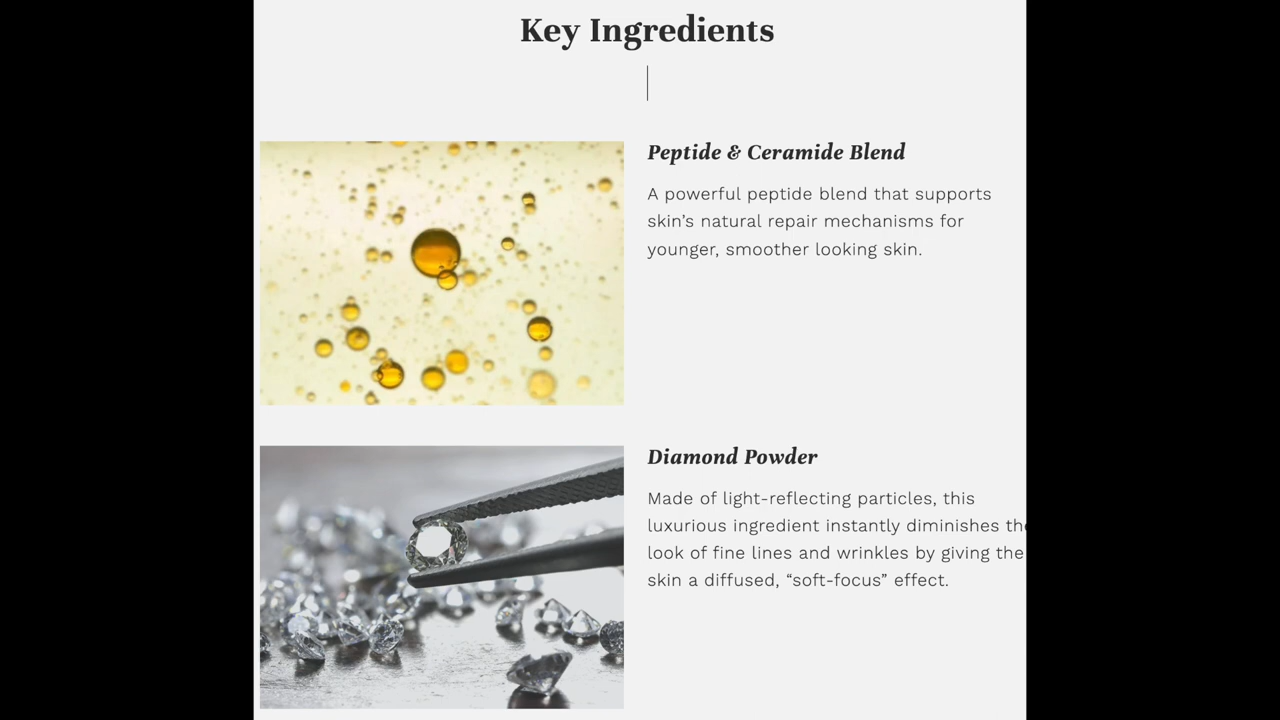 Key Ingredients
Peptide & Ceramide Blend
A powerful peptide blend that supports
skin’s natural repair mechanisms for
younger, smoother looking skin.
Diamond Powder
Made of light-reflecting particles, this
luxurious ingredient instantly diminishes the
look of fine lines and wrinkles by giving the
skin a diffused, “soft-focus” effect.